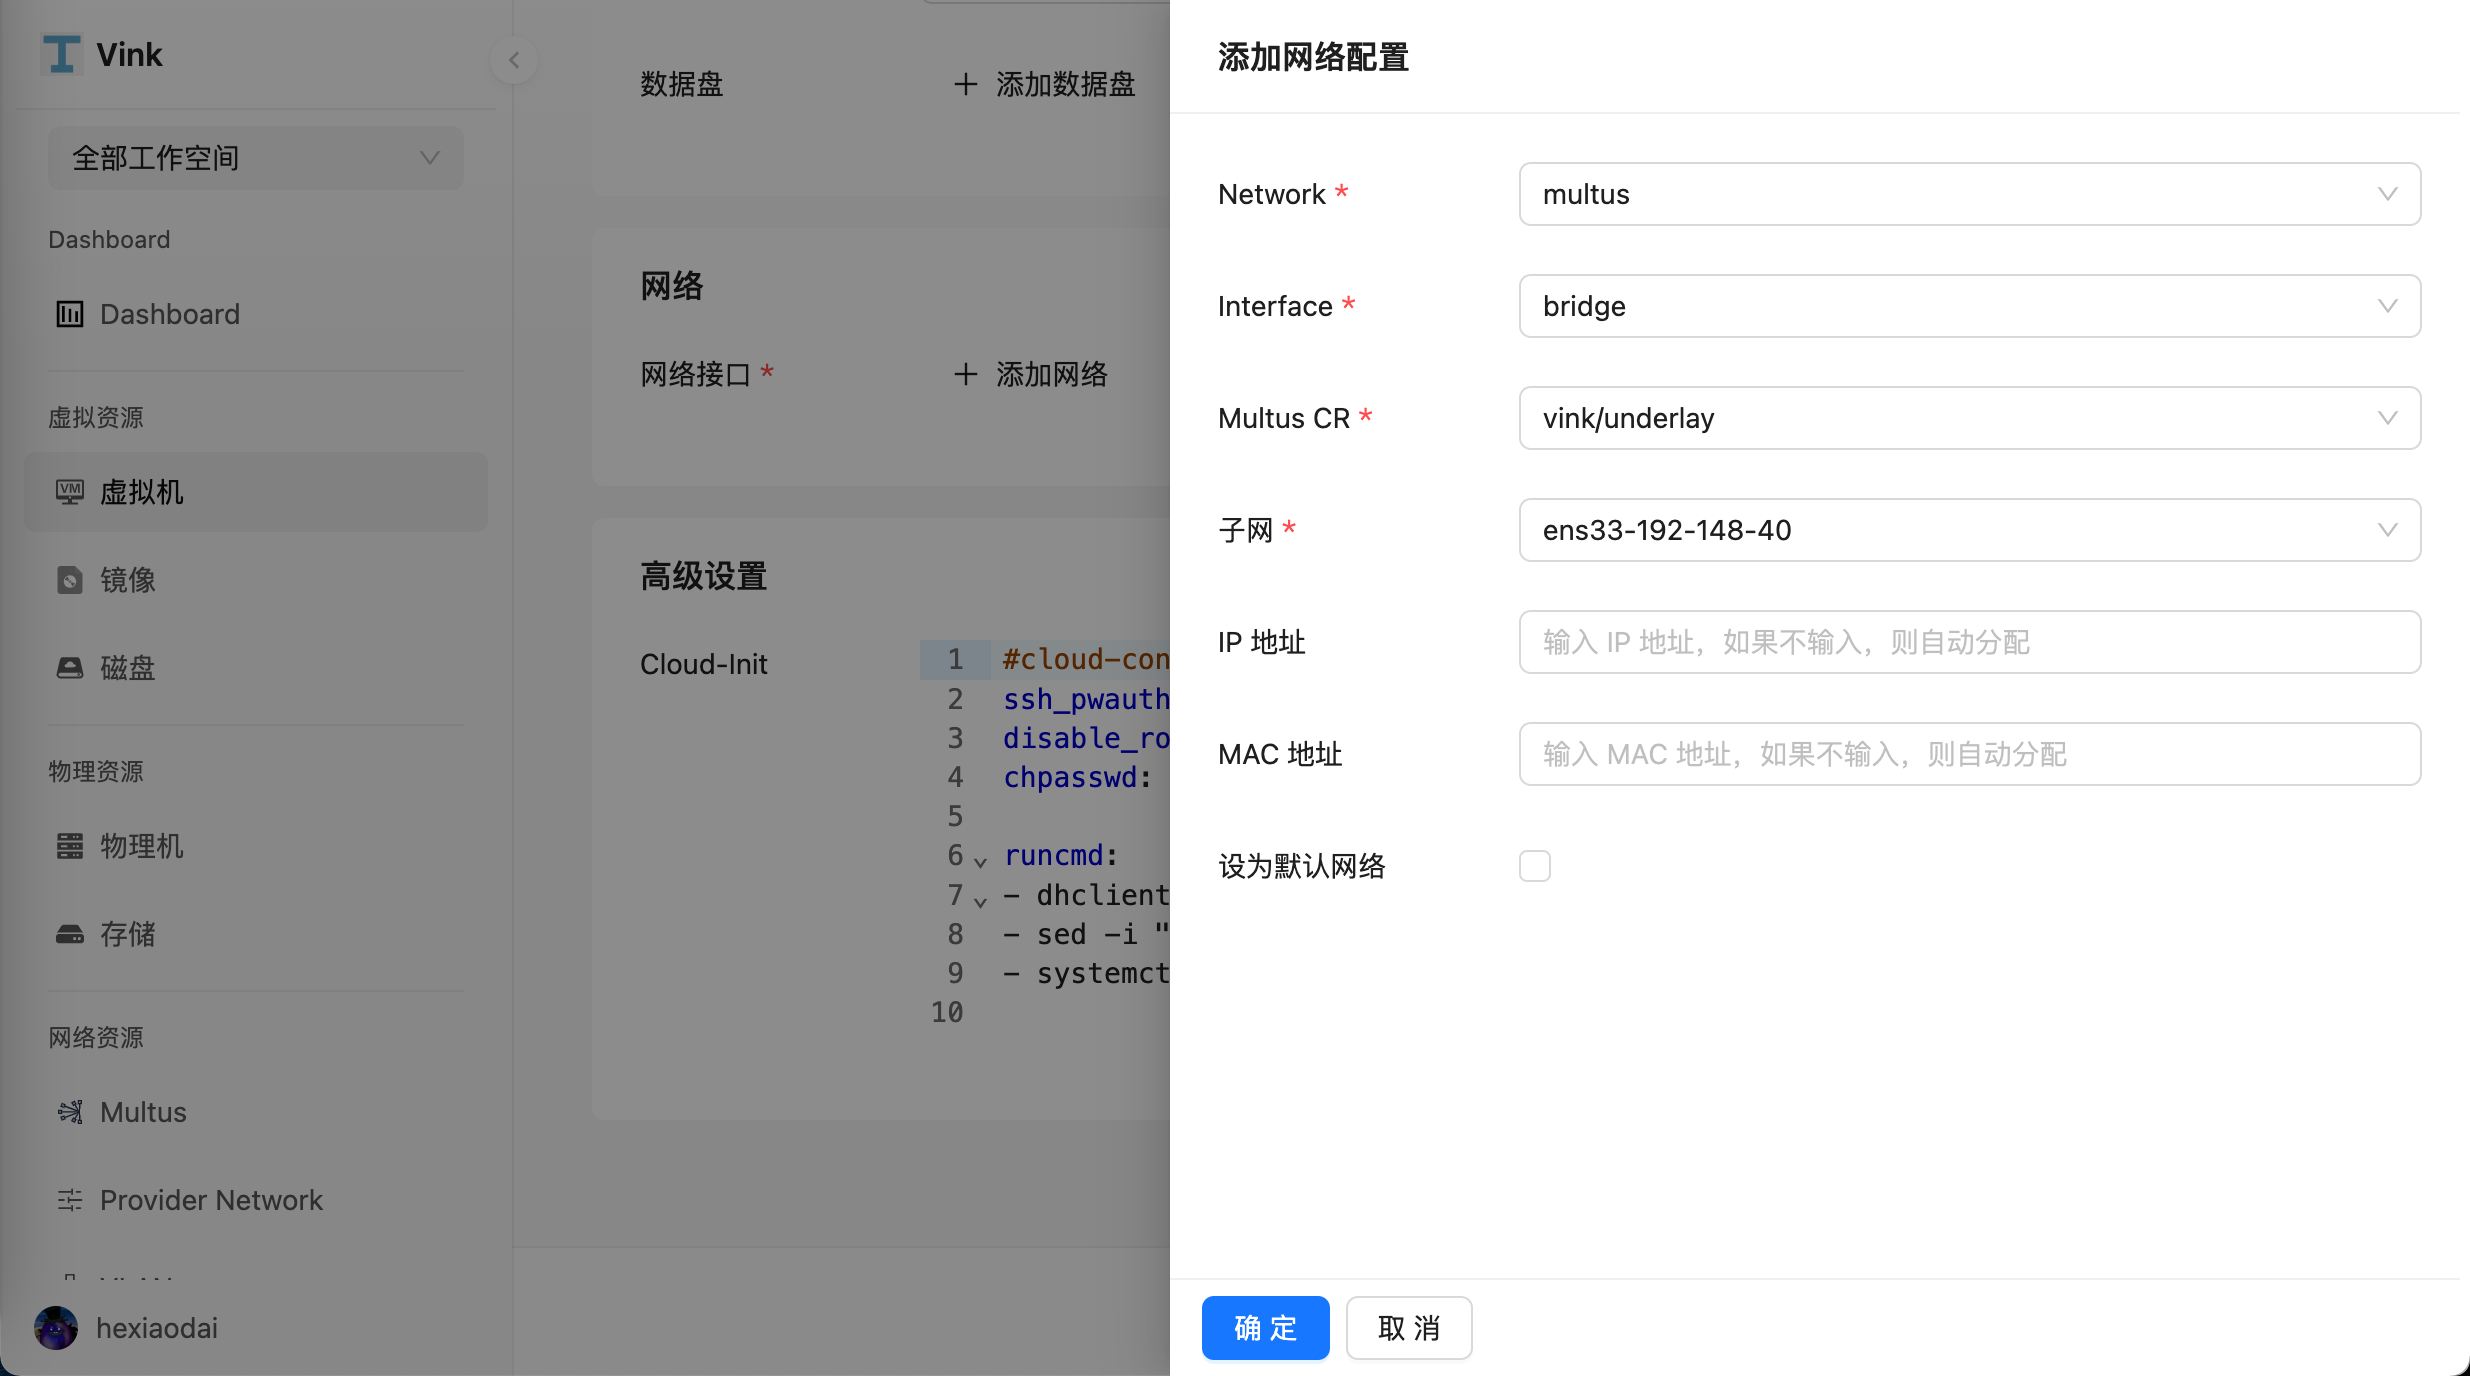 Vink
全部工作空间
Dashboard
Dashboard
虚拟资源
虚拟机
镜像
磁盘
物理资源
物理机
存储
网络资源
Multus
Provider Network
hexiaodai
数据盘
添加数据盘
网络
网络接口 *
添加网络
高级设置
Cloud-Init
1 #cloud-con
2 ssh_pwauth
3 disable_ro
4 chpasswd:
5
6 runcmd:
7 - dhclient
8 - sed -i "
9 - systemct
10
添加网络配置
Network * multus
Interface * bridge
Multus CR * vink/underlay
子网 * ens33-192-148-40
IP 地址 输入 IP 地址，如果不输入，则自动分配
MAC 地址 输入 MAC 地址，如果不输入，则自动分配
设为默认网络
确 定
取 消